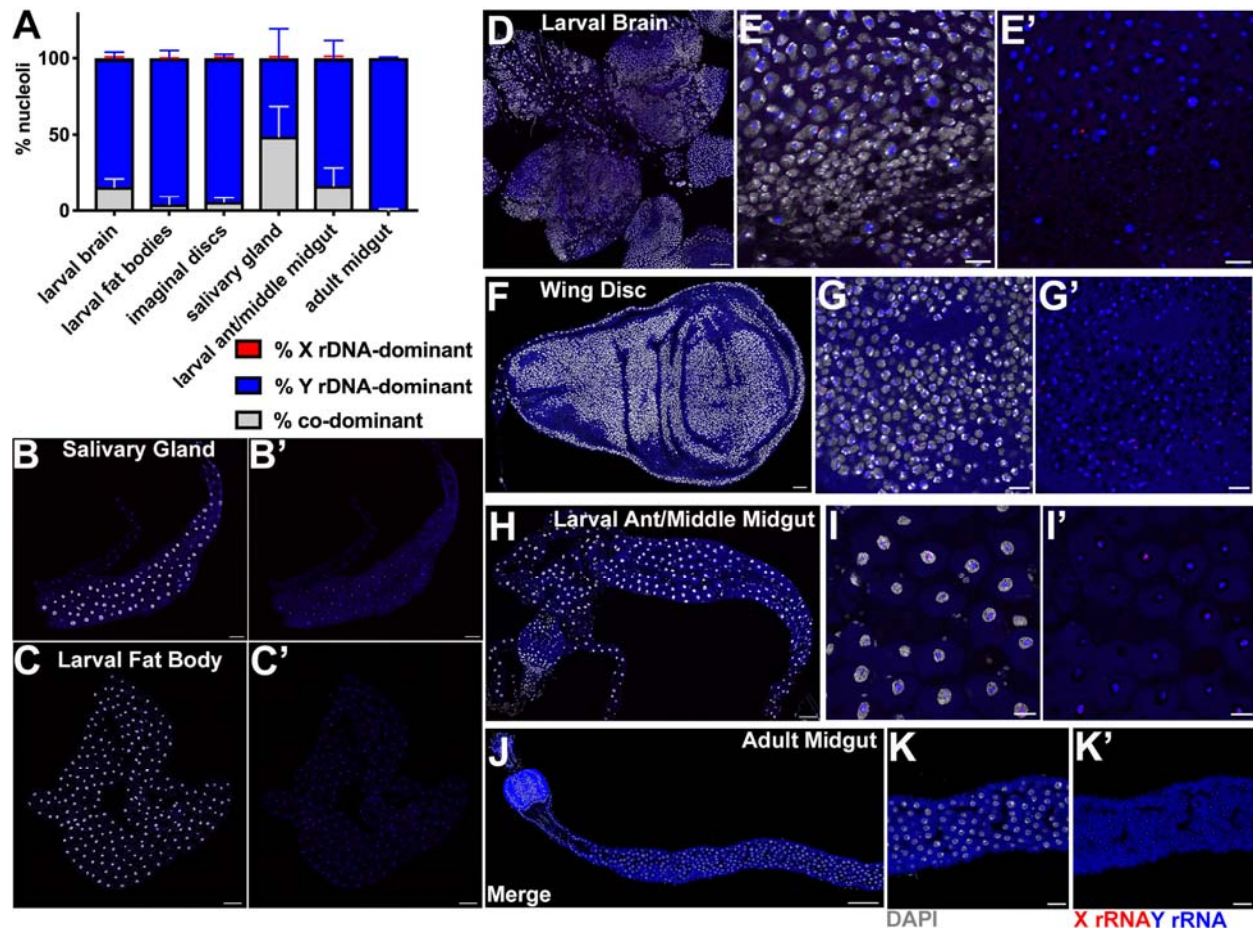 A
% nucleoli
100
50
0
larval brain
larval fat bodies
imaginal discs
salivary gland
larval ant/middle midgut
adult midgut
% X rDNA-dominant
% Y rDNA-dominant
% co-dominant
B Salivary Gland B’
C Larval Fat Body C’
D Larval Brain E E’
F Wing Disc G G’
H Larval Ant/Middle Midgut I I’
J Adult Midgut K K’
Merge
DAPI X rRNA Y rRNA